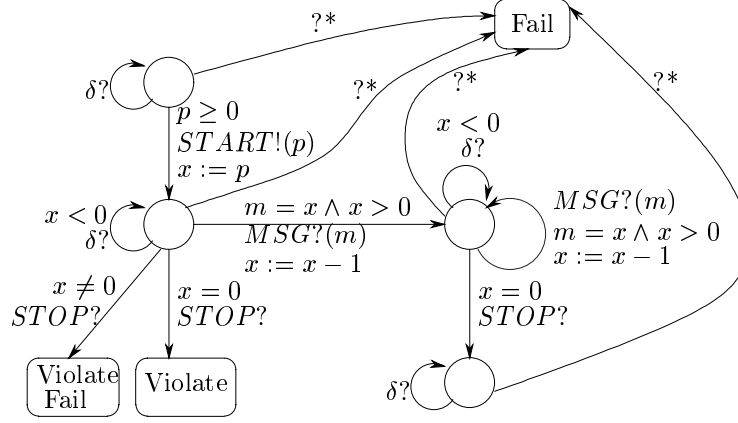 ?*
Fail
δ?
?*
?*
?*
p ≥ 0
START!(p)
x := p
x < 0
δ?
x < 0
δ?
m = x ∧ x > 0
MSG?(m)
x := x − 1
MSG?(m)
m = x ∧ x > 0
x := x − 1
x ≠ 0
STOP?
x = 0
STOP?
x = 0
STOP?
Violate
Fail
Violate
δ?